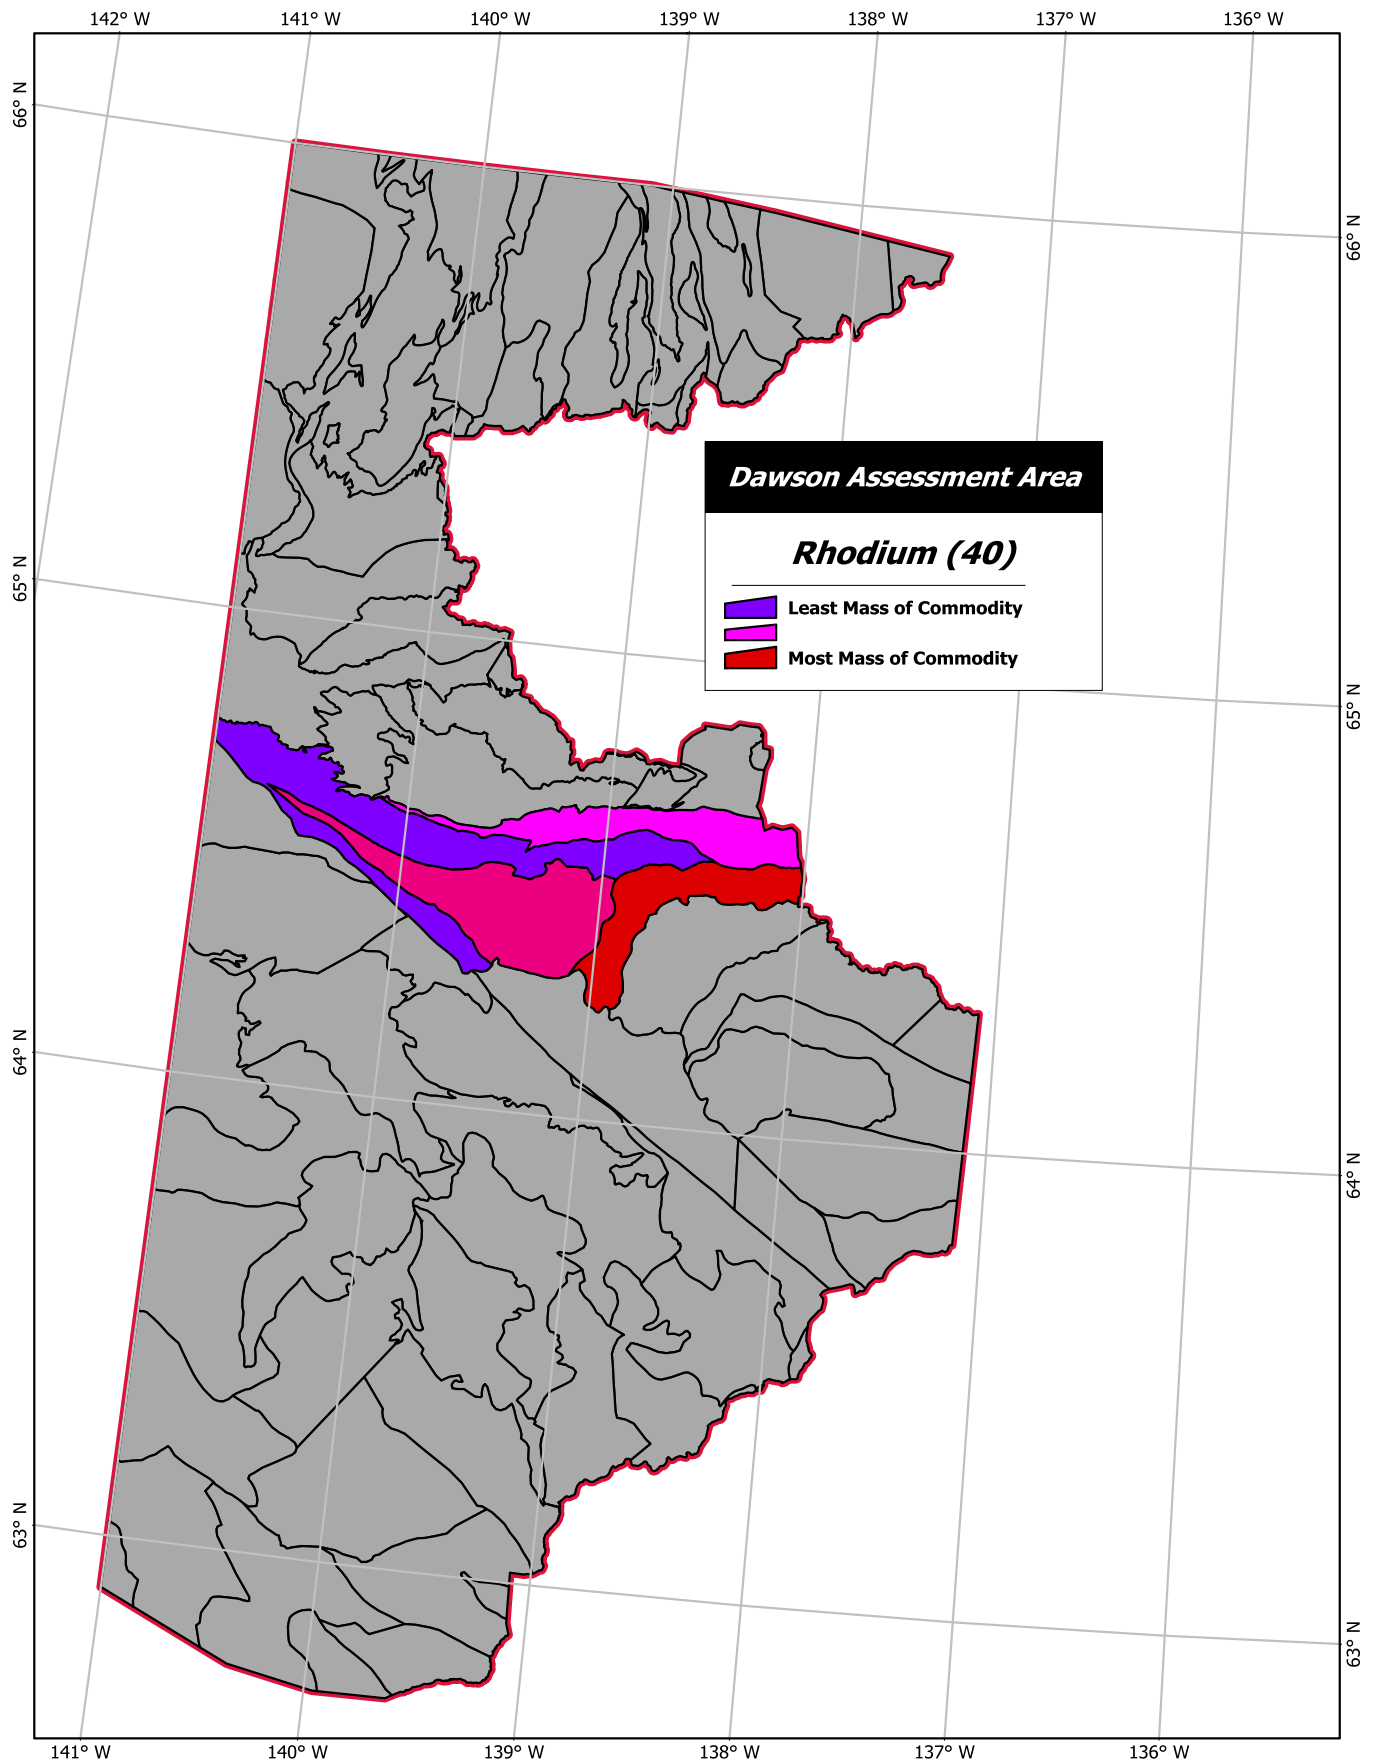 142° W 141° W 140° W 139° W 138° W 137° W 136° W
66° N
66° N
Dawson Assessment Area
Rhodium (40)
65° N
Least Mass of Commodity
Most Mass of Commodity
65° N
64° N
64° N
63° N
63° N
141° W 140° W 139° W 138° W 137° W 136° W